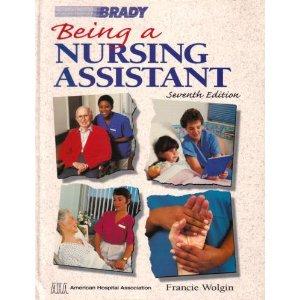 BRADY
Being a
NURSING
ASSISTANT
Seventh Edition
AHA American Hospital Association
Francie Wolgin